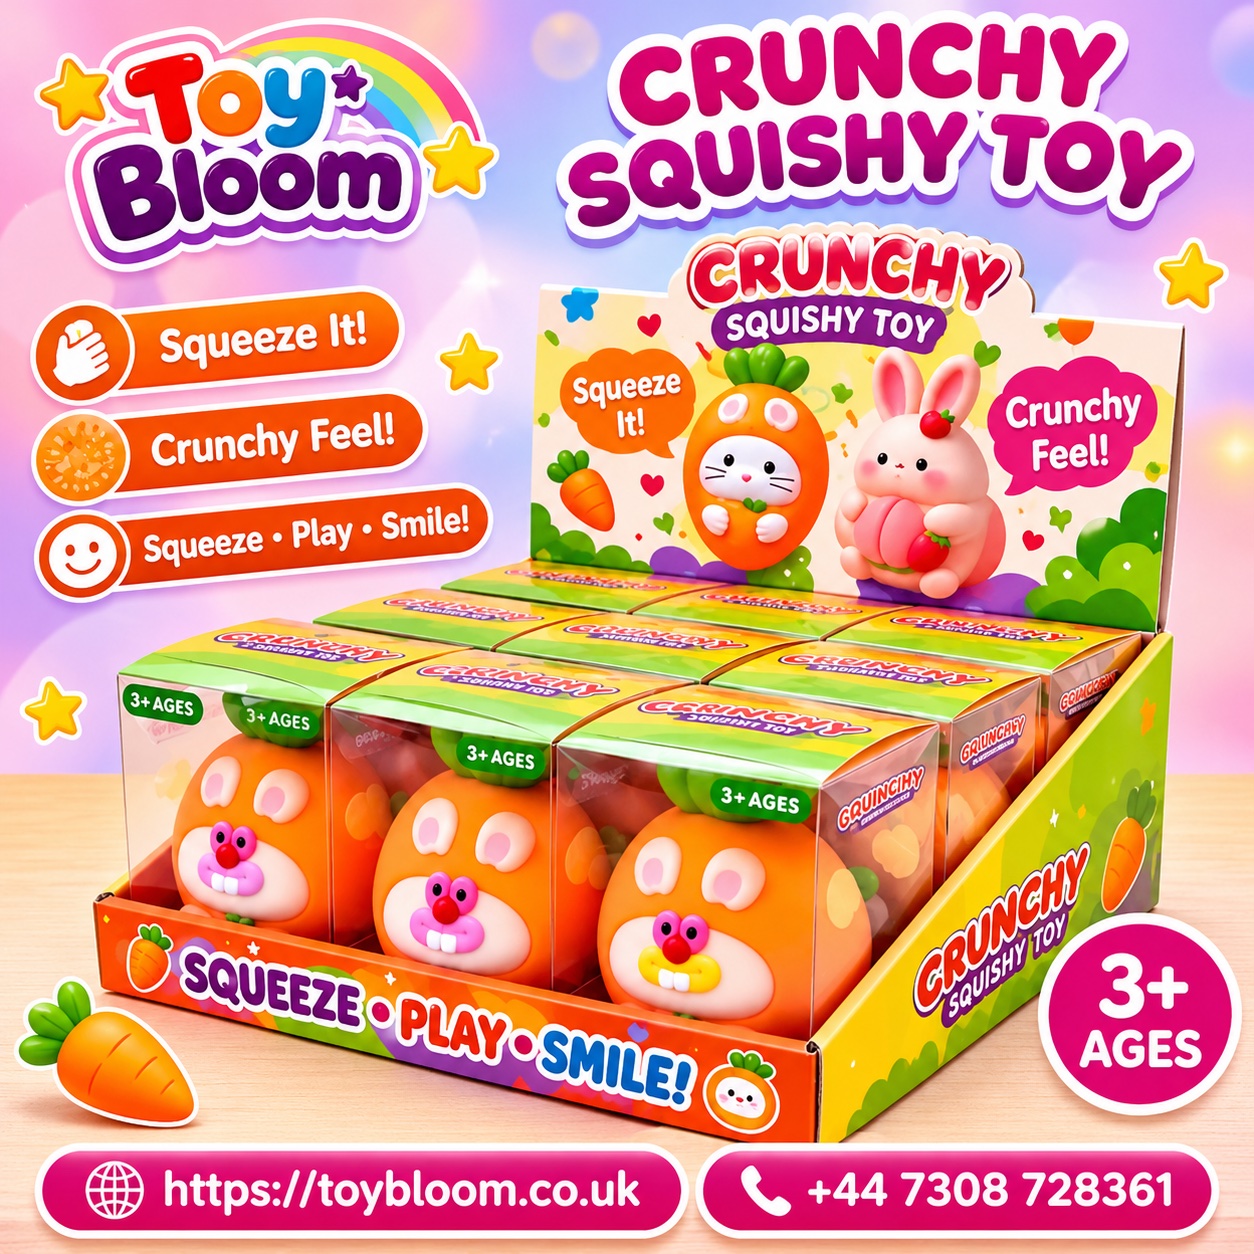 Toy
Bloom
CRUNCHY
SQUISHY TOY
Squeeze It!
Crunchy Feel!
Squeeze • Play • Smile!
CRUNCHY
SQUISHY TOY
Squeeze
It!
Crunchy
Feel!
3+ AGES
3+ AGES
3+ AGES
3+ AGES
SQUEEZE • PLAY • SMILE!
CRUNCHY
SQUISHY TOY
3+
AGES
https://toybloom.co.uk
+44 7308 728361